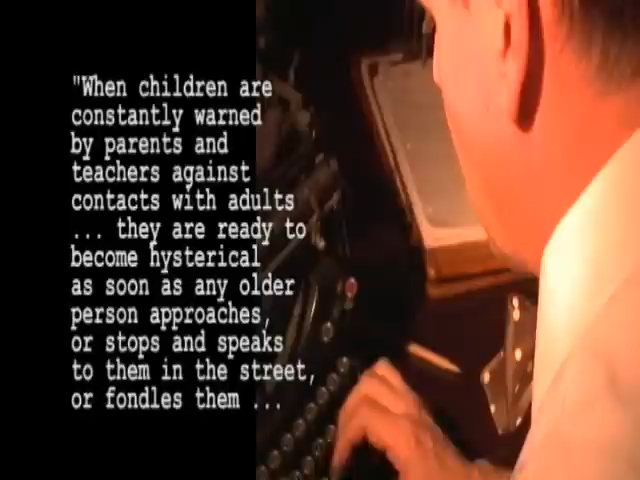 "When children are
constantly warned
by parents and
teachers against
contacts with adults
... they are ready to
become hysterical
as soon as any older
person approaches,
or stops and speaks
to them in the street,
or fondles them ...